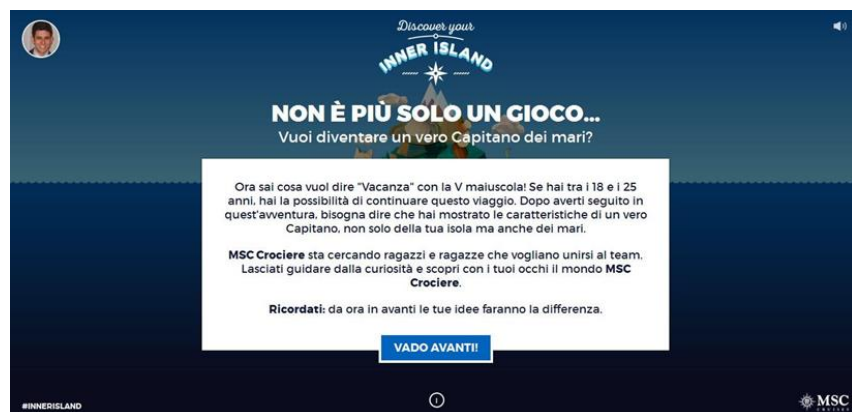 Discover your
INNER ISLAND
NON È PIÙ SOLO UN GIOCO...
Vuoi diventare un vero Capitano dei mari?
Ora sai cosa vuol dire "Vacanza" con la V maiuscola! Se hai tra i 18 e i 25
anni, hai la possibilità di continuare questo viaggio. Dopo averti seguito in
quest'avventura, bisogna dire che hai mostrato le caratteristiche di un vero
Capitano, non solo della tua isola ma anche dei mari.
MSC Crociere sta cercando ragazzi e ragazze che vogliano unirsi al team.
Lasciati guidare dalla curiosità e scopri con i tuoi occhi il mondo MSC
Crociere.
Ricordati: da ora in avanti le tue idee faranno la differenza.
VADO AVANTI!
#INNERISLAND
MSC
CRUISES